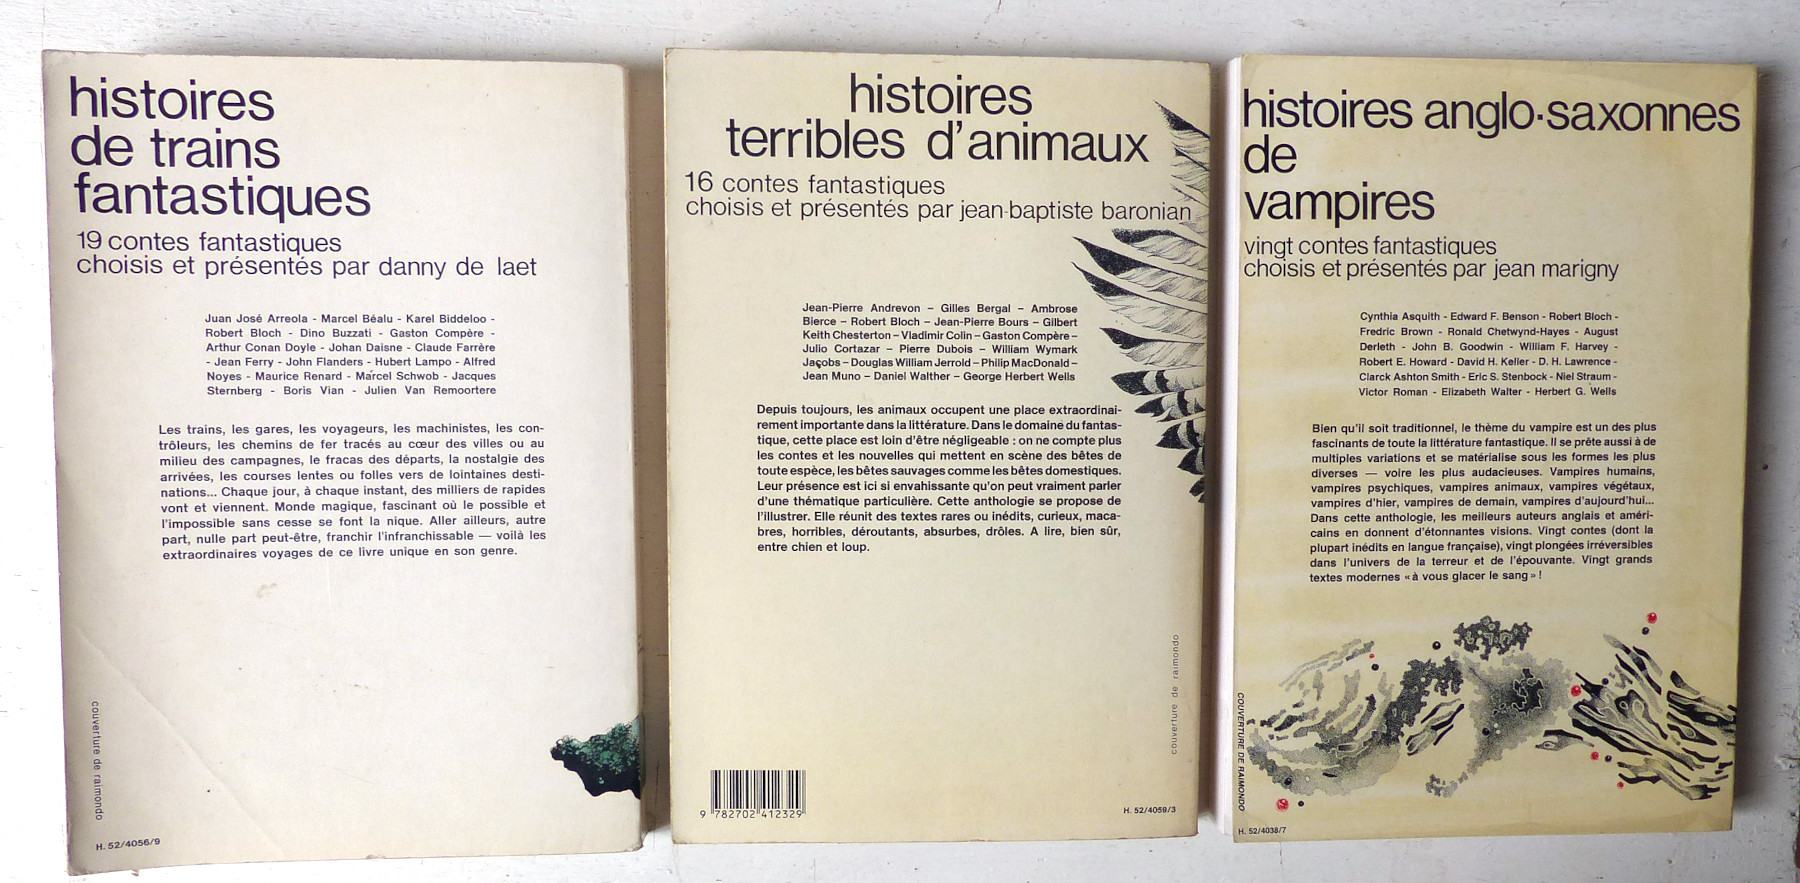 histoires
de trains
fantastiques
19 contes fantastiques
choisis et présentés par danny de laet
Juan José Arreola - Marcel Béalu - Karel Biddeloo -
Robert Bloch - Dino Buzzati - Gaston Compère -
Arthur Conan Doyle - Johan Daisne - Claude Farrère
- Jean Ferry - John Flanders - Hubert Lampo - Alfred
Noyes - Maurice Renard - Marcel Schwob - Jacques
Sternberg - Boris Vian - Julien Van Remoortere
Les trains, les gares, les voyageurs, les machinistes, les con-
trôleurs, les chemins de fer tracés au cœur des villes ou au
milieu des campagnes, le fracas des départs, la nostalgie des
arrivées, les courses lentes ou folles vers de lointaines desti-
nations... Chaque jour, à chaque instant, des milliers de rapides
vont et viennent. Monde magique, fascinant où le possible et
l'impossible sans cesse se font la nique. Aller ailleurs, autre
part, nulle part peut-être, franchir l'infranchissable — voilà les
extraordinaires voyages de ce livre unique en son genre.
couverture de raimondo
H. 52/4056/9
histoires
terribles d'animaux
16 contes fantastiques
choisis et présentés par jean-baptiste baronian
Jean-Pierre Andrevon – Gilles Bergal – Ambrose
Bierce – Robert Bloch – Jean-Pierre Bours – Gilbert
Keith Chesterton – Vladimir Colin – Gaston Compère –
Julio Cortazar – Pierre Dubois – William Wymark
Jaçobs – Douglas William Jerrold – Philip MacDonald –
Jean Muno – Daniel Walther – George Herbert Wells
Depuis toujours, les animaux occupent une place extraordinai-
rement importante dans la littérature. Dans le domaine du fantas-
tique, cette place est loin d'être négligeable : on ne compte plus
les contes et les nouvelles qui mettent en scène des bêtes de
toute espèce, les bêtes sauvages comme les bêtes domestiques.
Leur présence est ici si envahissante qu'on peut vraiment parler
d'une thématique particulière. Cette anthologie se propose de
l'illustrer. Elle réunit des textes rares ou inédits, curieux, maca-
bres, horribles, déroutants, absurbes, drôles. A lire, bien sûr,
entre chien et loup.
couverture de raimondo
9 782702 412329
H. 52/4059/3
histoires anglo-saxonnes
de
vampires
vingt contes fantastiques
choisis et présentés par jean marigny
Cynthia Asquith - Edward F. Benson - Robert Bloch -
Fredric Brown - Ronald Chetwynd-Hayes - August
Derleth - John B. Goodwin - William F. Harvey -
Robert E. Howard - David H. Keller - D. H. Lawrence -
Clarck Ashton Smith - Eric S. Stenbock - Niel Straum -
Victor Roman - Elizabeth Walter - Herbert G. Wells
Bien qu'il soit traditionnel, le thème du vampire est un des plus
fascinants de toute la littérature fantastique. Il se prête aussi à de
multiples variations et se matérialise sous les formes les plus
diverses — voire les plus audacieuses. Vampires humains,
vampires psychiques, vampires animaux, vampires végétaux,
vampires d'hier, vampires de demain, vampires d'aujourd'hui...
Dans cette anthologie, les meilleurs auteurs anglais et améri-
cains en donnent d'étonnantes visions. Vingt contes (dont la
plupart inédits en langue française), vingt plongées irréversibles
dans l'univers de la terreur et de l'épouvante. Vingt grands
textes modernes « à vous glacer le sang » !
COUVERTURE DE RAIMONDO
H. 52/4038/7